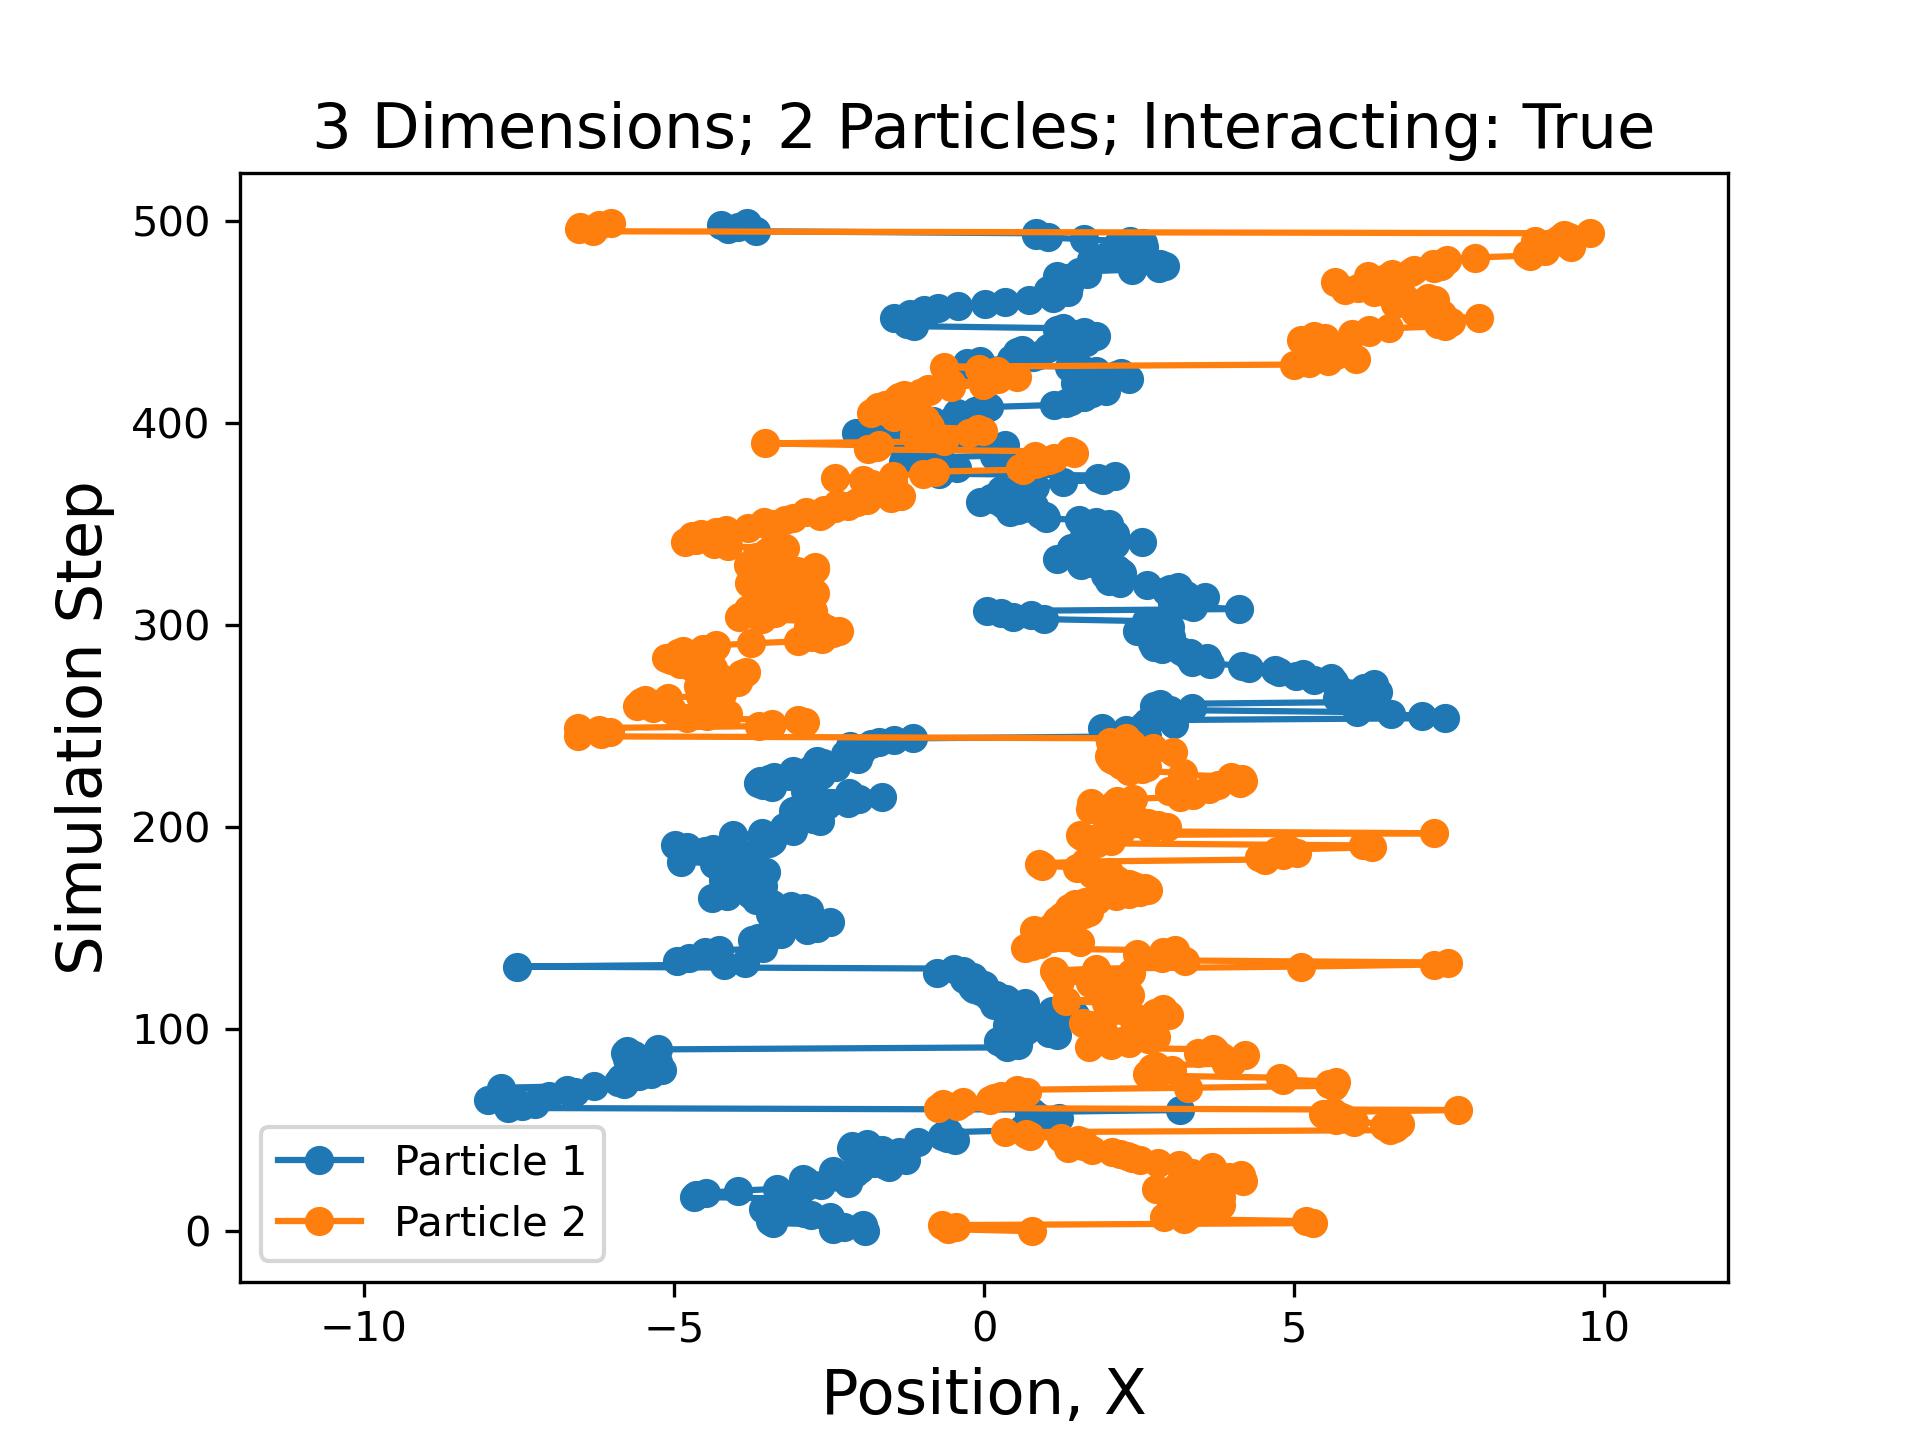 3 Dimensions; 2 Particles; Interacting: True
Simulation Step
500
400
300
200
100
0
Particle 1
Particle 2
−10
−5
0
5
10
Position, X